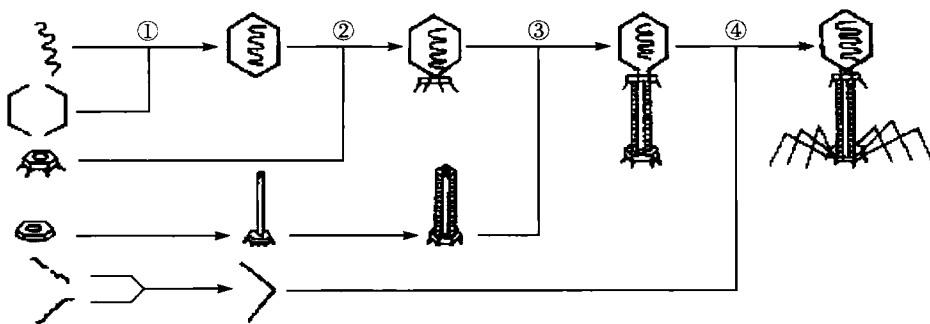 ① ② ③ ④